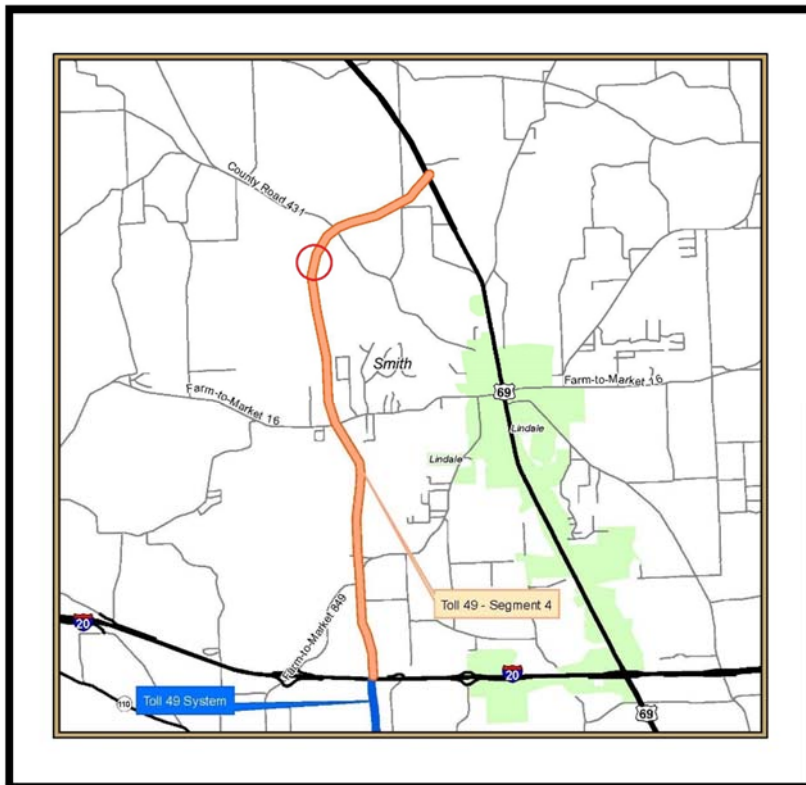 County Road 431
Smith
Farm-to-Market 16
Farm-to-Market 16
69
Lindale
Lindale
Toll 49 - Segment 4
Farm-to-Market 849
20
20
110
Toll 49 System
69